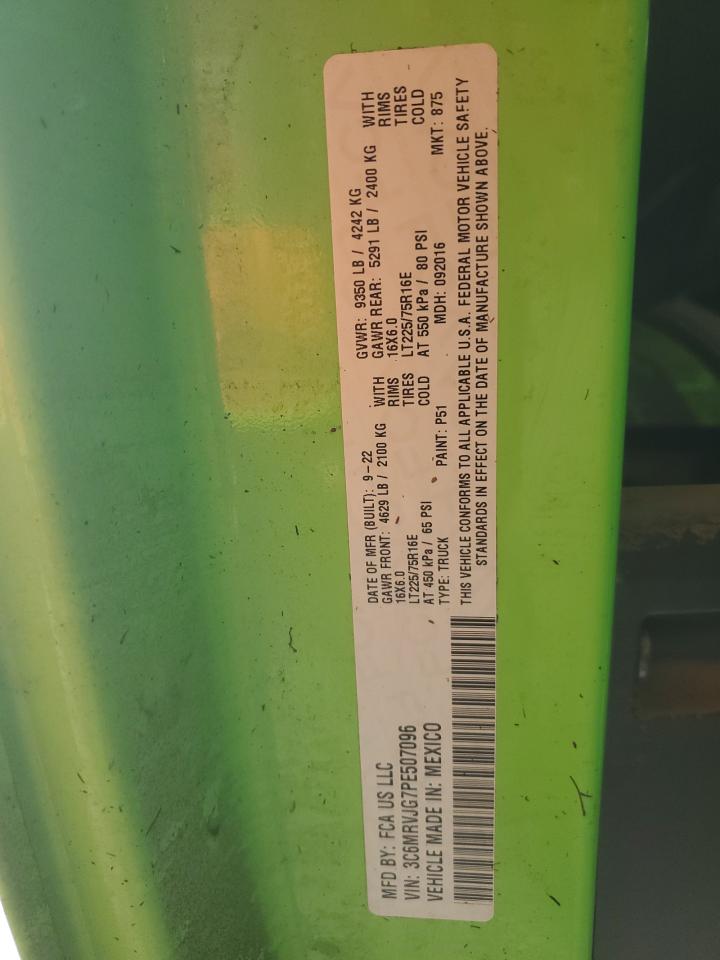 MFD BY: FCA US LLC
VIN: 3C6MRVJG7PE507096
VEHICLE MADE IN: MEXICO
DATE OF MFR (BUILT): 9-22 GVWR: 9350 LB / 4242 KG
GAWR FRONT: 4629 LB / 2100 KG WITH GAWR REAR: 5291 LB / 2400 KG WITH
16X6.0 RIMS 16X6.0 RIMS
LT225/75R16E TIRES LT225/75R16E TIRES
AT 450 kPa / 65 PSI COLD AT 550 kPa / 80 PSI COLD
TYPE: TRUCK PAINT: P51 MDH: 092016 MKT: 875
THIS VEHICLE CONFORMS TO ALL APPLICABLE U.S.A. FEDERAL MOTOR VEHICLE SAFETY
STANDARDS IN EFFECT ON THE DATE OF MANUFACTURE SHOWN ABOVE.